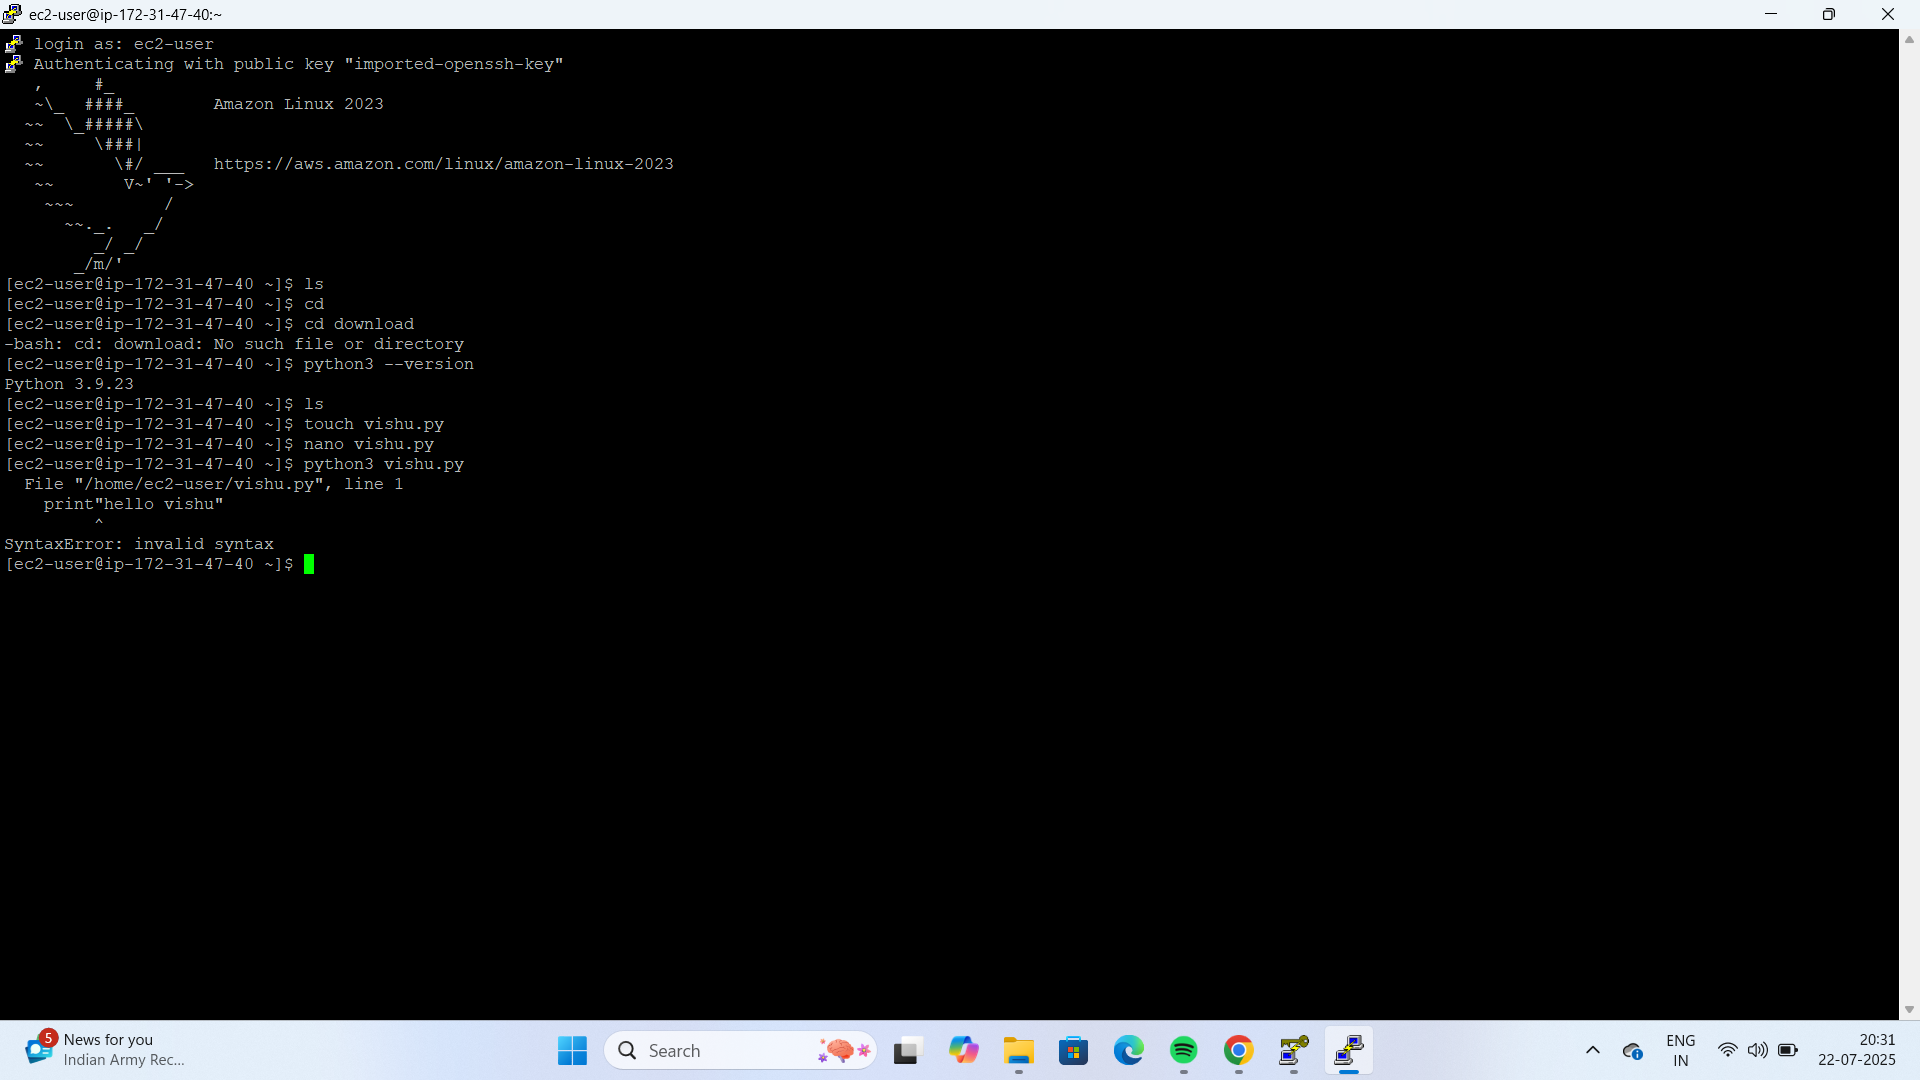 ec2-user@ip-172-31-47-40:~
login as: ec2-user
Authenticating with public key "imported-openssh-key"
   ,     #_
   ~\_  ####_        Amazon Linux 2023
  ~~  \_#####\
  ~~     \###|
  ~~       \#/ ___   https://aws.amazon.com/linux/amazon-linux-2023
   ~~       V~' '->
    ~~~         /
      ~~._.   _/
         _/ _/
       _/m/'
[ec2-user@ip-172-31-47-40 ~]$ ls
[ec2-user@ip-172-31-47-40 ~]$ cd
[ec2-user@ip-172-31-47-40 ~]$ cd download
-bash: cd: download: No such file or directory
[ec2-user@ip-172-31-47-40 ~]$ python3 --version
Python 3.9.23
[ec2-user@ip-172-31-47-40 ~]$ ls
[ec2-user@ip-172-31-47-40 ~]$ touch vishu.py
[ec2-user@ip-172-31-47-40 ~]$ nano vishu.py
[ec2-user@ip-172-31-47-40 ~]$ python3 vishu.py
  File "/home/ec2-user/vishu.py", line 1
    print"hello vishu"
         ^
SyntaxError: invalid syntax
[ec2-user@ip-172-31-47-40 ~]$
5
News for you
Indian Army Rec...
Search
ENG
IN
20:31
22-07-2025